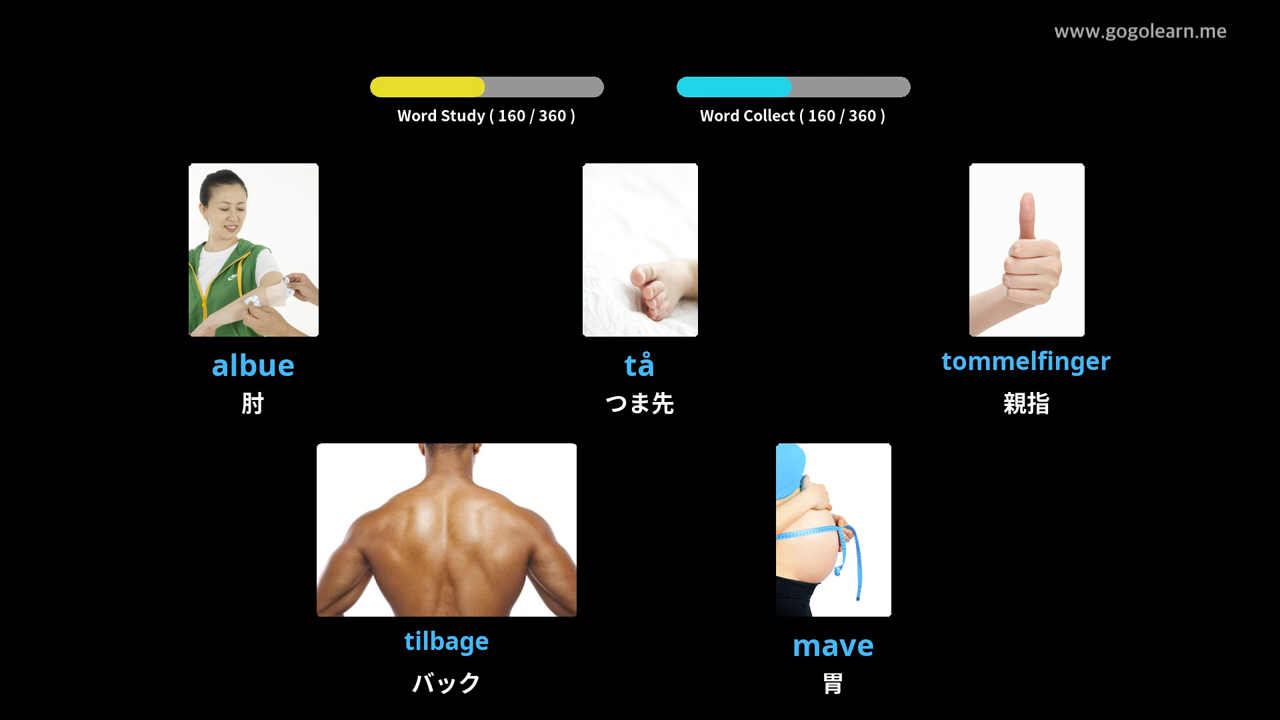 www.gogolearn.me
Word Study ( 160 / 360 )
Word Collect ( 160 / 360 )
albue
肘
tå
つま先
tommelfinger
親指
tilbage
バック
mave
胃